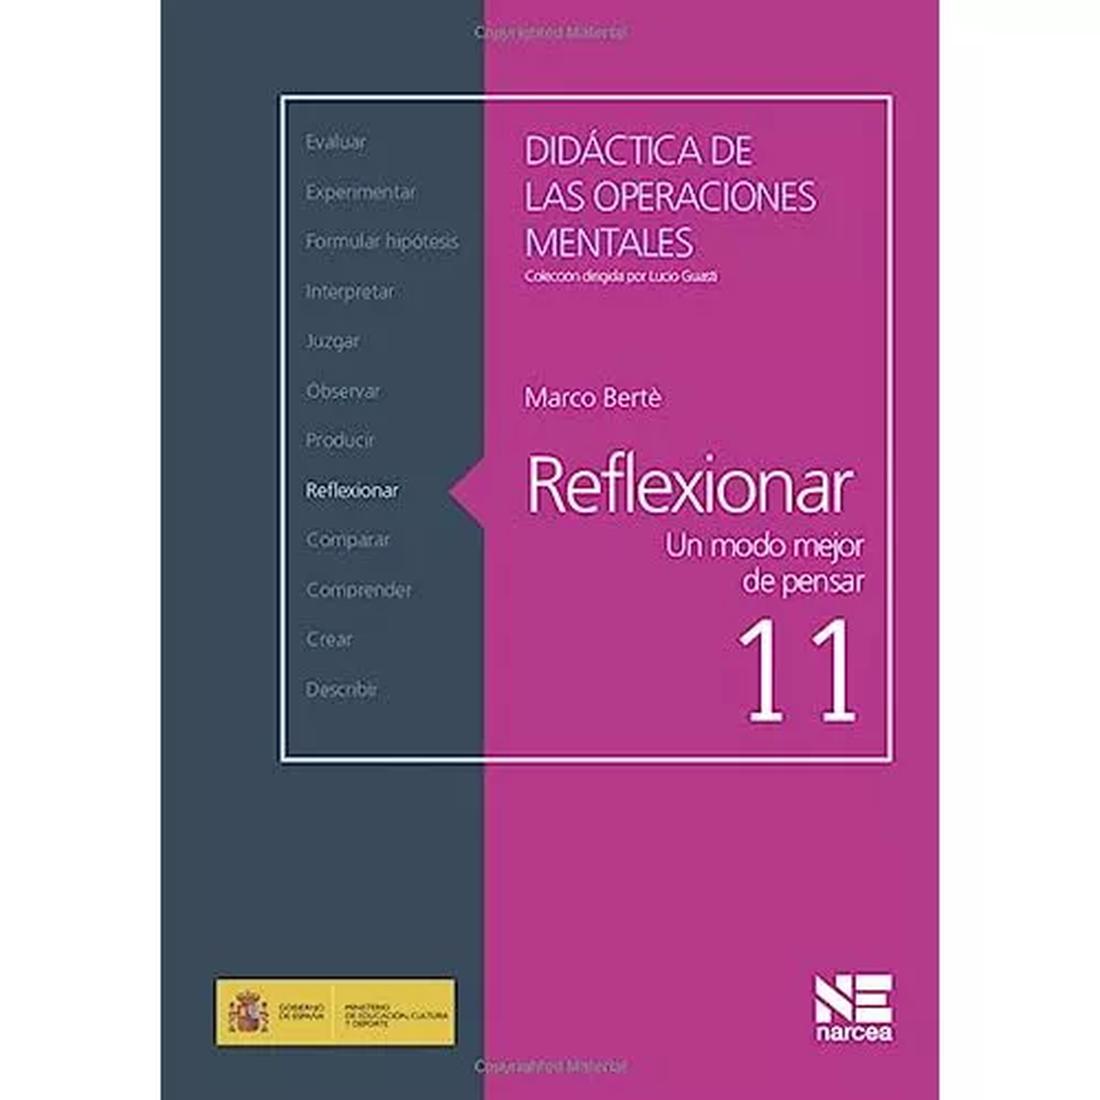 Copyrighted Material
Evaluar
Experimentar
Formular hipótesis
Interpretar
Juzgar
Observar
Producir
Reflexionar
Comparar
Comprender
Crear
Describir
DIDÁCTICA DE
LAS OPERACIONES
MENTALES
Colección dirigida por Lucio Guasti
Marco Bertè
Reflexionar
Un modo mejor
de pensar
11
GOBIERNO
DE ESPAÑA
MINISTERIO
DE EDUCACIÓN, CULTURA
Y DEPORTE
NE
narcea
Copyrighted Material